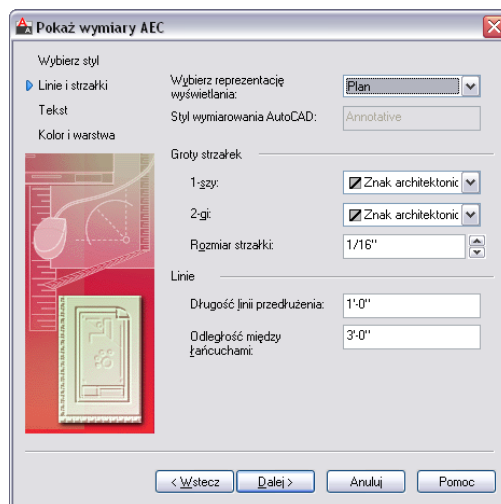 Pokaż wymiary AEC
Wybierz styl
Linie i strzałki
Tekst
Kolor i warstwa
Wybierz reprezentację wyświetlania:
Plan
Styl wymiarowania AutoCAD:
Annotative
Groty strzałek
1-szy:
Znak architektonic
2-gi:
Znak architektonic
Rozmiar strzałki:
1/16"
Linie
Długość linii przedłużenia:
1'-0"
Odległość między łańcuchami:
3'-0"
< Wstecz
Dalej >
Anuluj
Pomoc